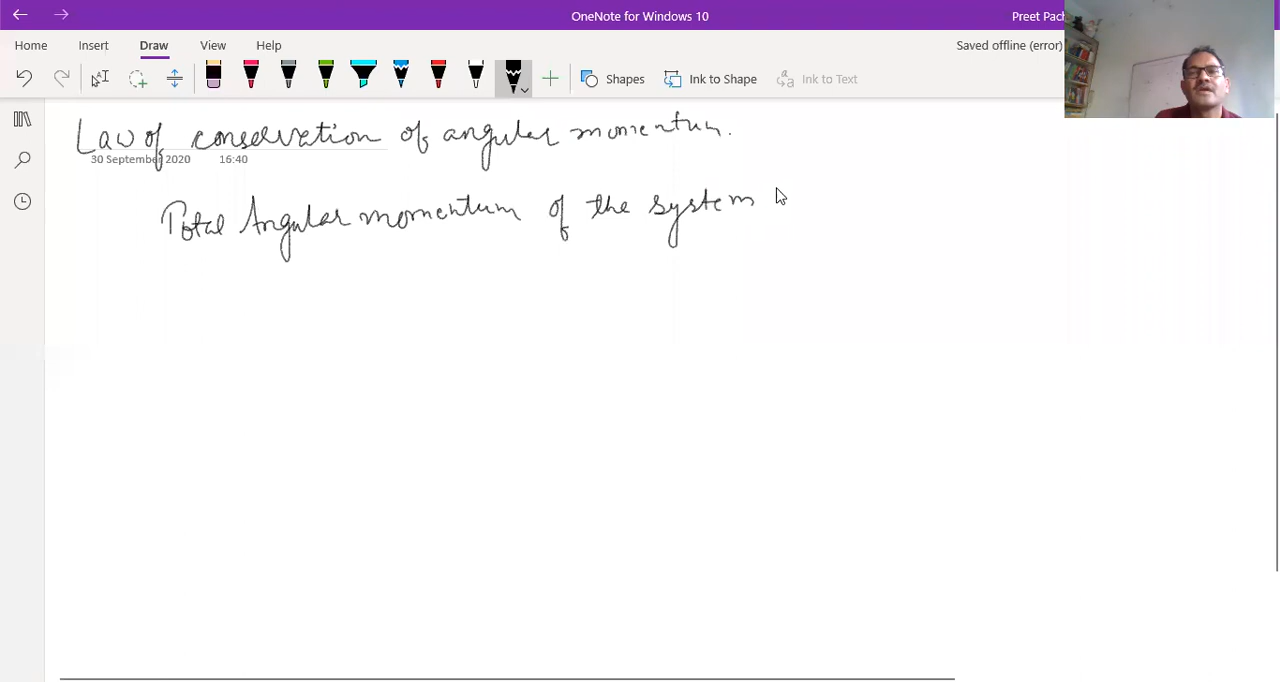 OneNote for Windows 10
Preet Pach
Home Insert Draw View Help
Saved offline (error)
Shapes Ink to Shape Ink to Text
Law of conservation of angular momentum.
30 September 2020 16:40
Total Angular momentum of the system